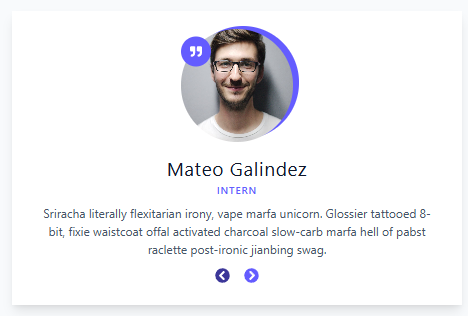 Mateo Galindez
INTERN
Sriracha literally flexitarian irony, vape marfa unicorn. Glossier tattooed 8-
bit, fixie waistcoat offal activated charcoal slow-carb marfa hell of pabst
raclette post-ironic jianbing swag.